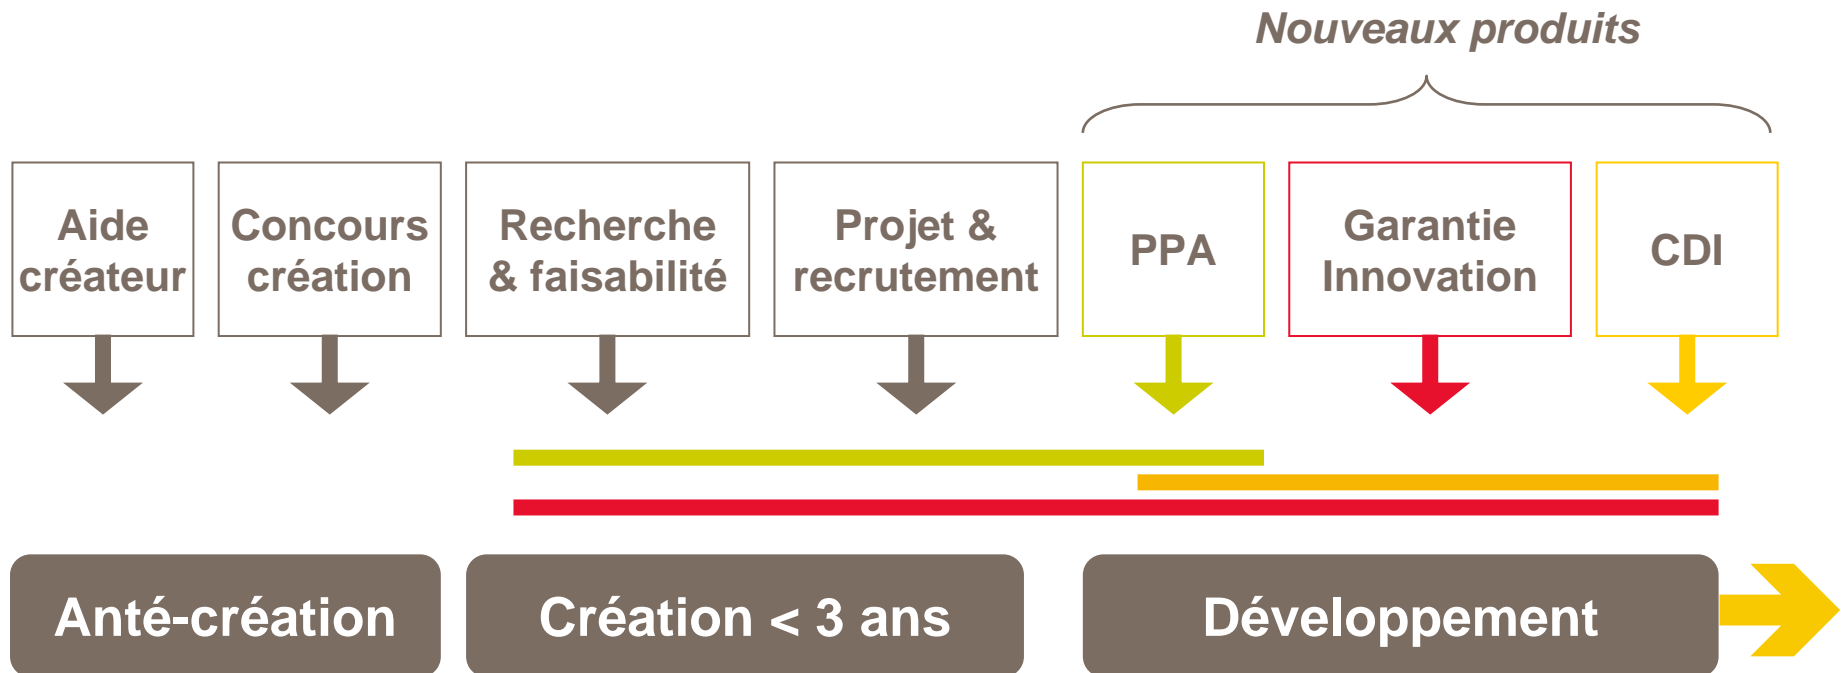 Nouveaux produits
Aide
créateur
Concours
création
Recherche
& faisabilité
Projet &
recrutement
PPA
Garantie
Innovation
CDI
Anté-création
Création < 3 ans
Développement